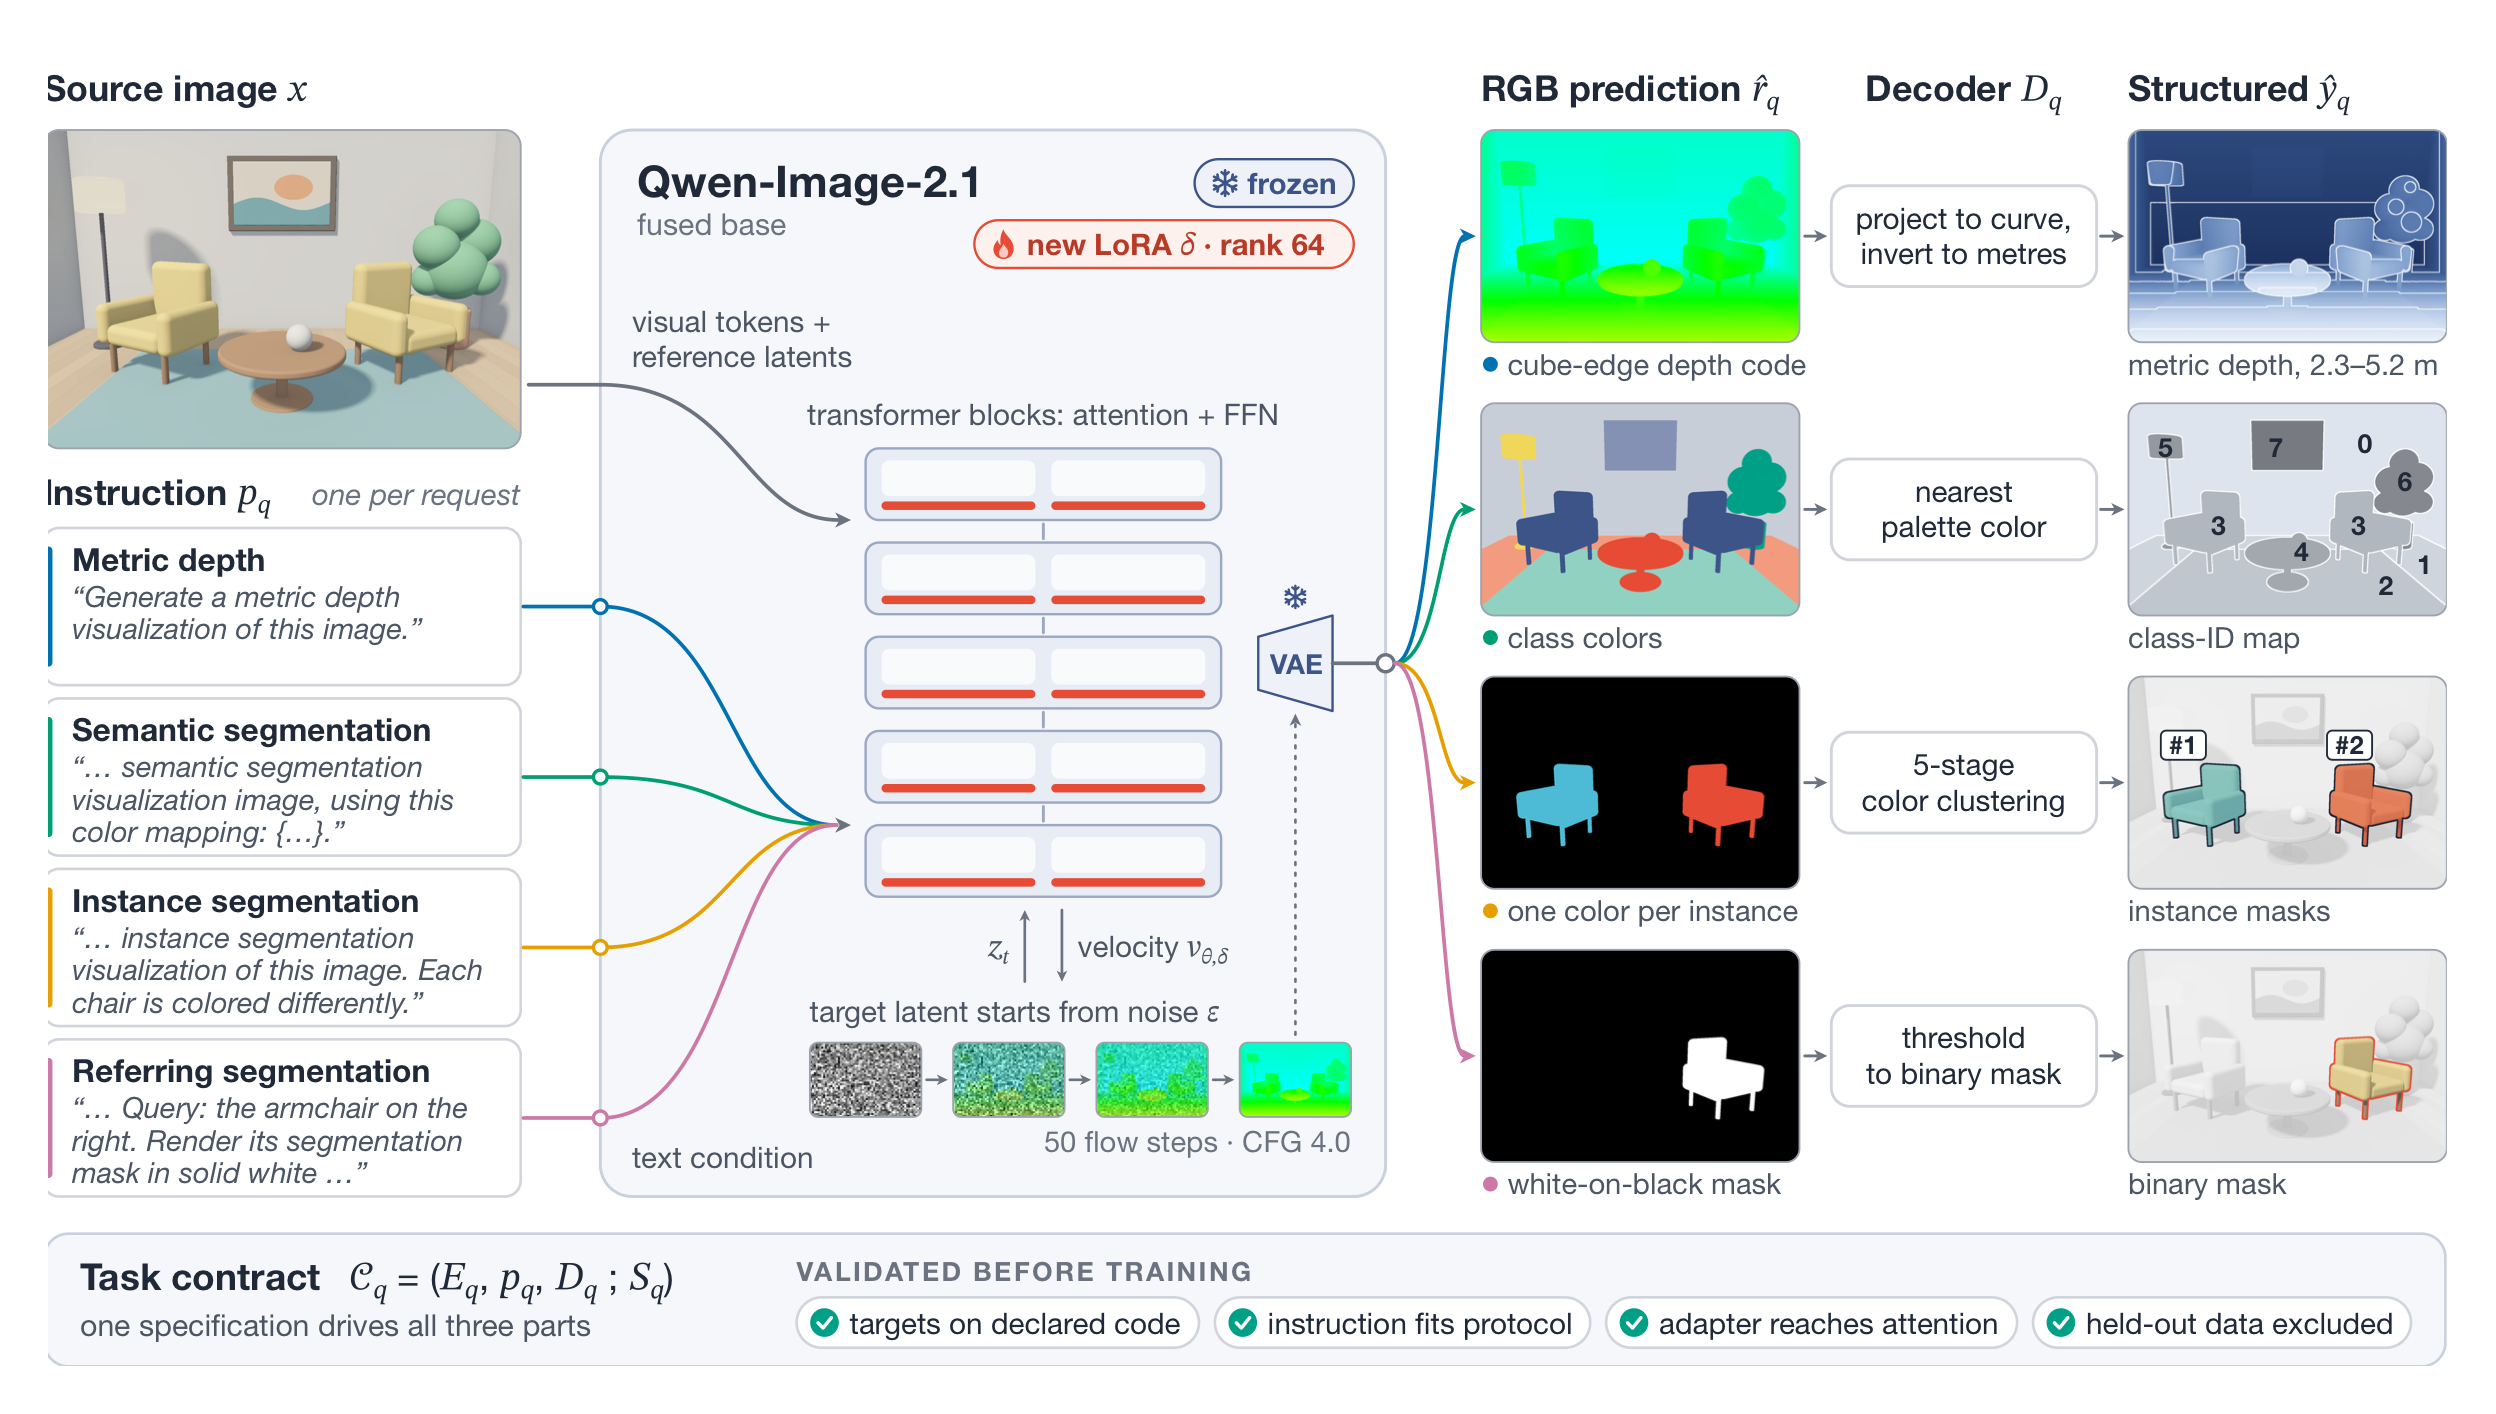 Source image x
Instruction p_q one per request
Metric depth
“Generate a metric depth
visualization of this image.”
Semantic segmentation
“… semantic segmentation
visualization image, using this
color mapping: {…}.”
Instance segmentation
“… instance segmentation
visualization of this image. Each
chair is colored differently.”
Referring segmentation
“… Query: the armchair on the
right. Render its segmentation
mask in solid white …”
Qwen-Image-2.1
fused base
frozen
new LoRA δ · rank 64
visual tokens +
reference latents
transformer blocks: attention + FFN
VAE
z_t
velocity v_θ,δ
target latent starts from noise ε
50 flow steps · CFG 4.0
text condition
RGB prediction r̂_q
cube-edge depth code
class colors
one color per instance
white-on-black mask
Decoder D_q
project to curve,
invert to metres
nearest
palette color
5-stage
color clustering
threshold
to binary mask
Structured ŷ_q
metric depth, 2.3–5.2 m
5 7 0
6
3 3
4 1
2
class-ID map
#1 #2
instance masks
binary mask
Task contract 𝒞_q = (E_q, p_q, D_q ; S_q)
one specification drives all three parts
VALIDATED BEFORE TRAINING
targets on declared code
instruction fits protocol
adapter reaches attention
held-out data excluded